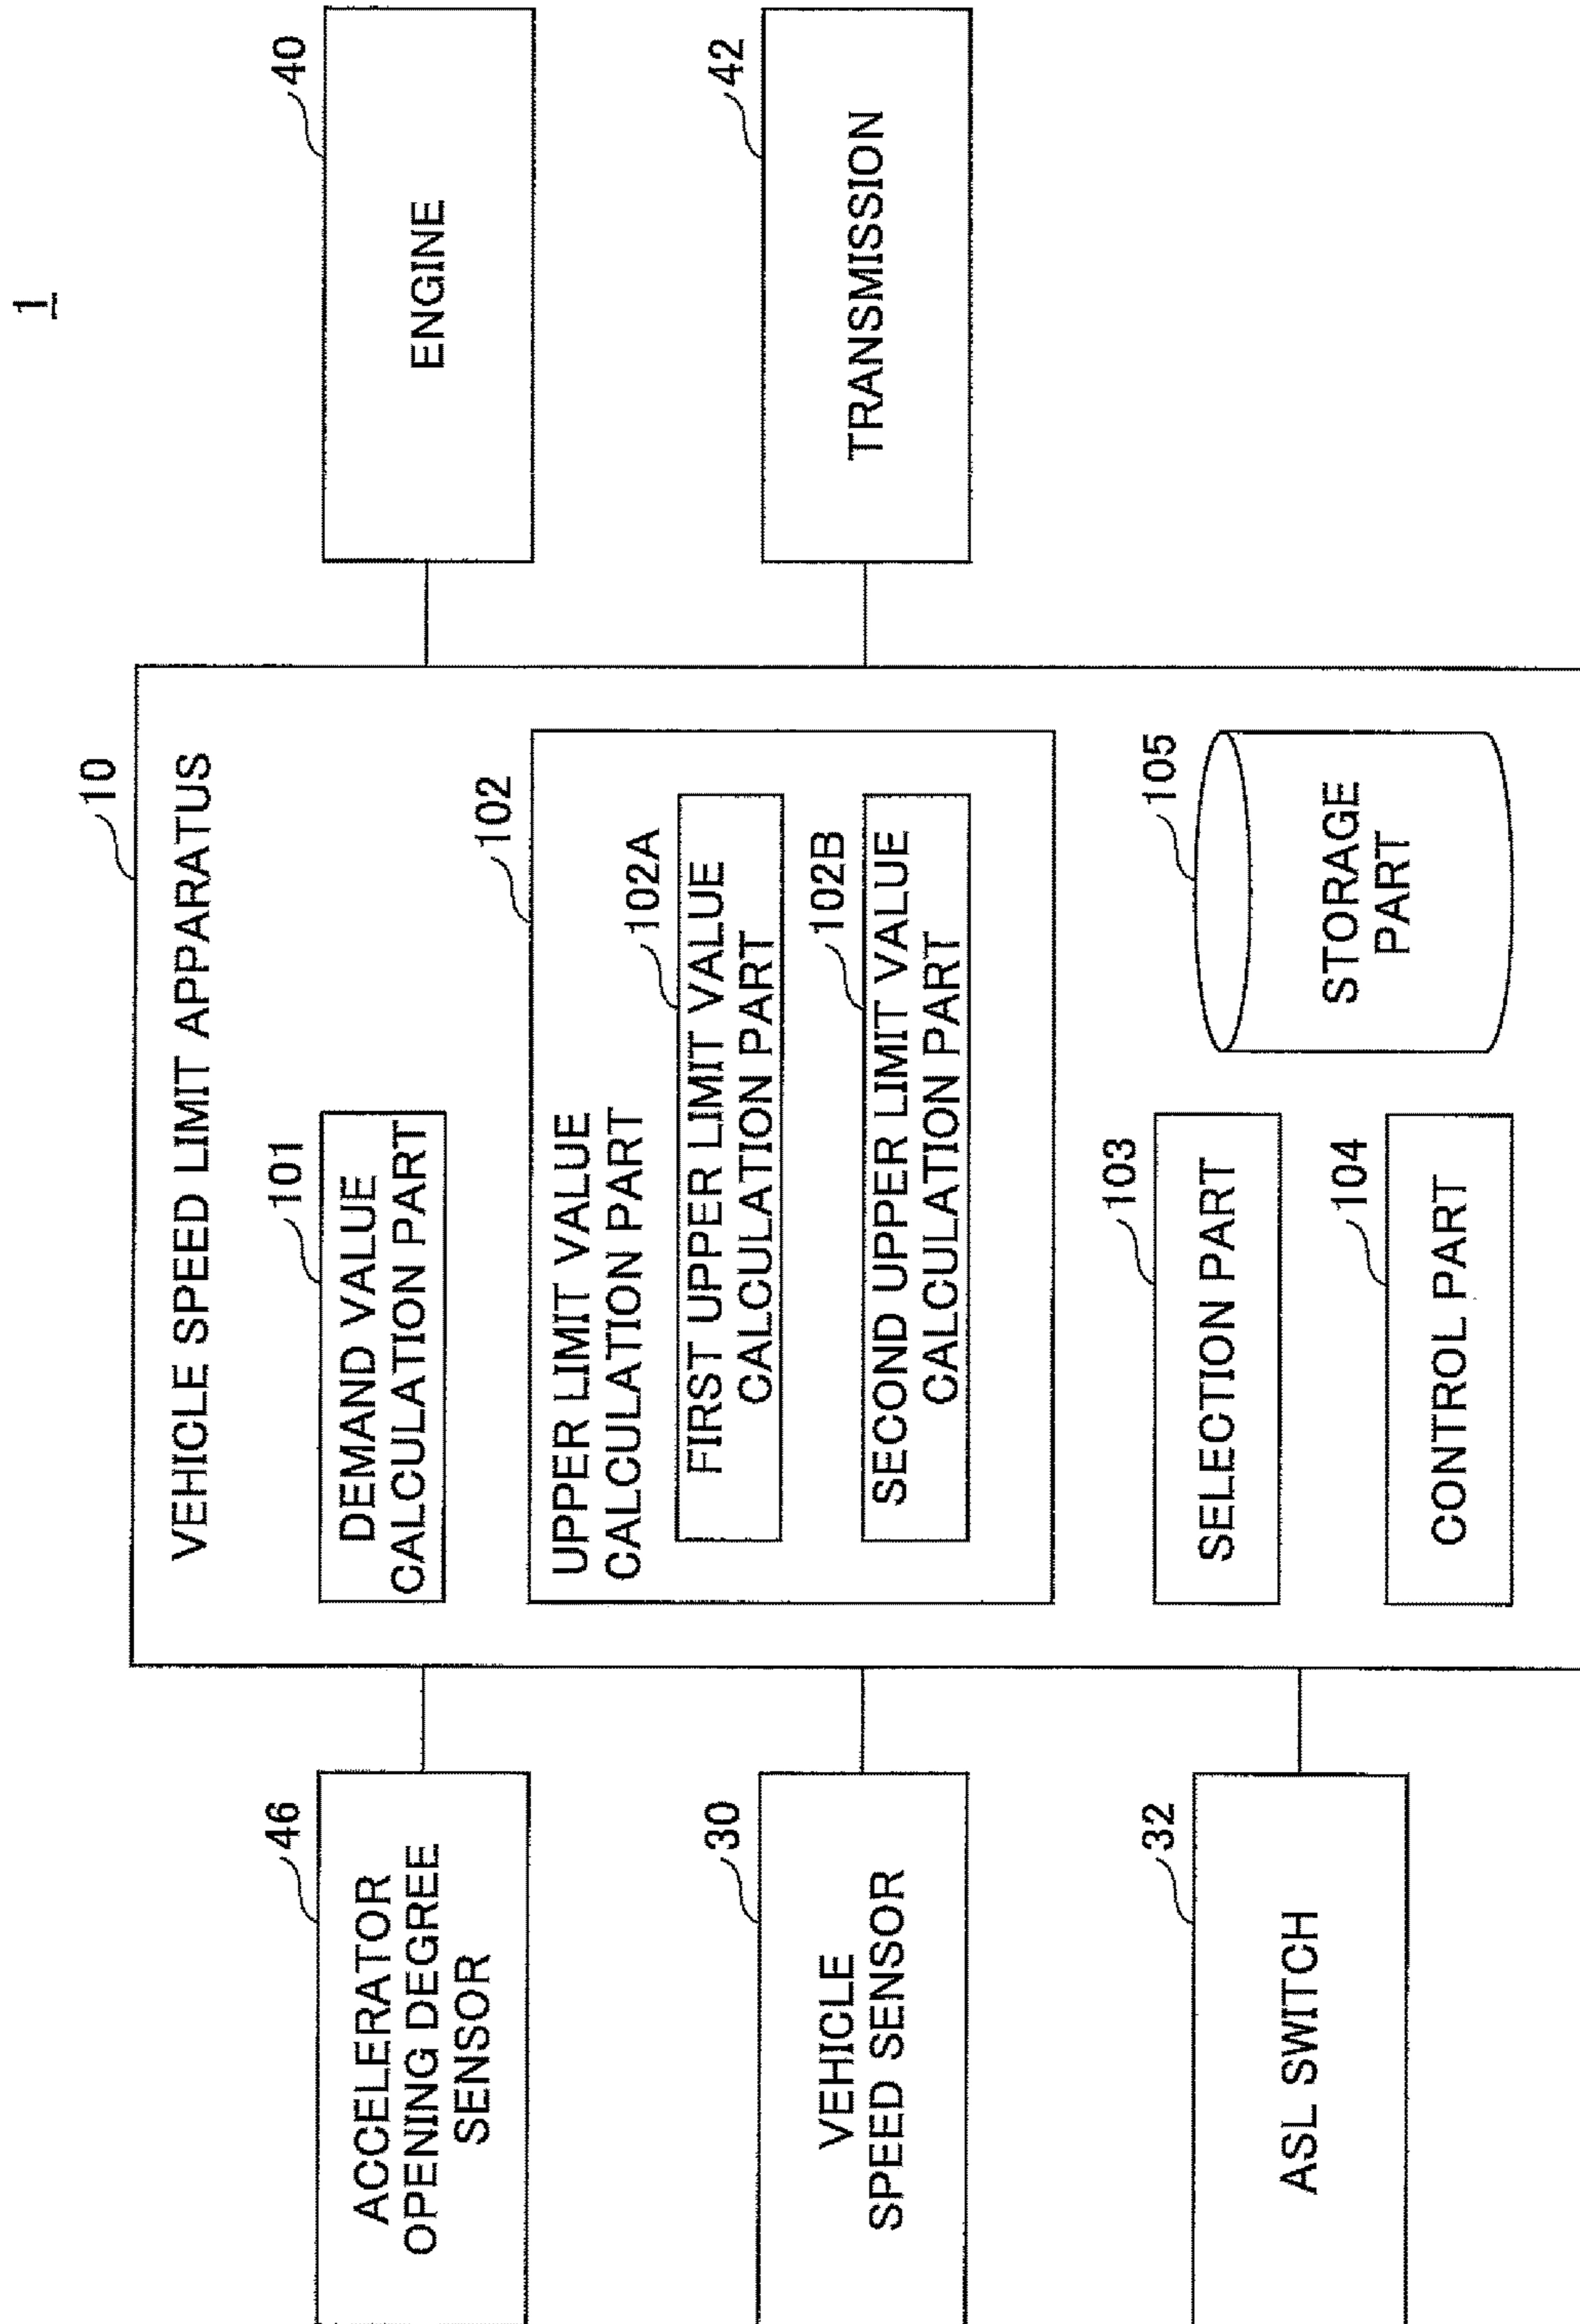 1
46
ACCELERATOR
OPENING DEGREE
SENSOR
30
VEHICLE
SPEED SENSOR
32
ASL SWITCH
10
VEHICLE SPEED LIMIT APPARATUS
101
DEMAND VALUE
CALCULATION PART
102
UPPER LIMIT VALUE
CALCULATION PART
102A
FIRST UPPER LIMIT VALUE
CALCULATION PART
102B
SECOND UPPER LIMIT VALUE
CALCULATION PART
103
SELECTION PART
104
CONTROL PART
105
STORAGE
PART
40
ENGINE
42
TRANSMISSION